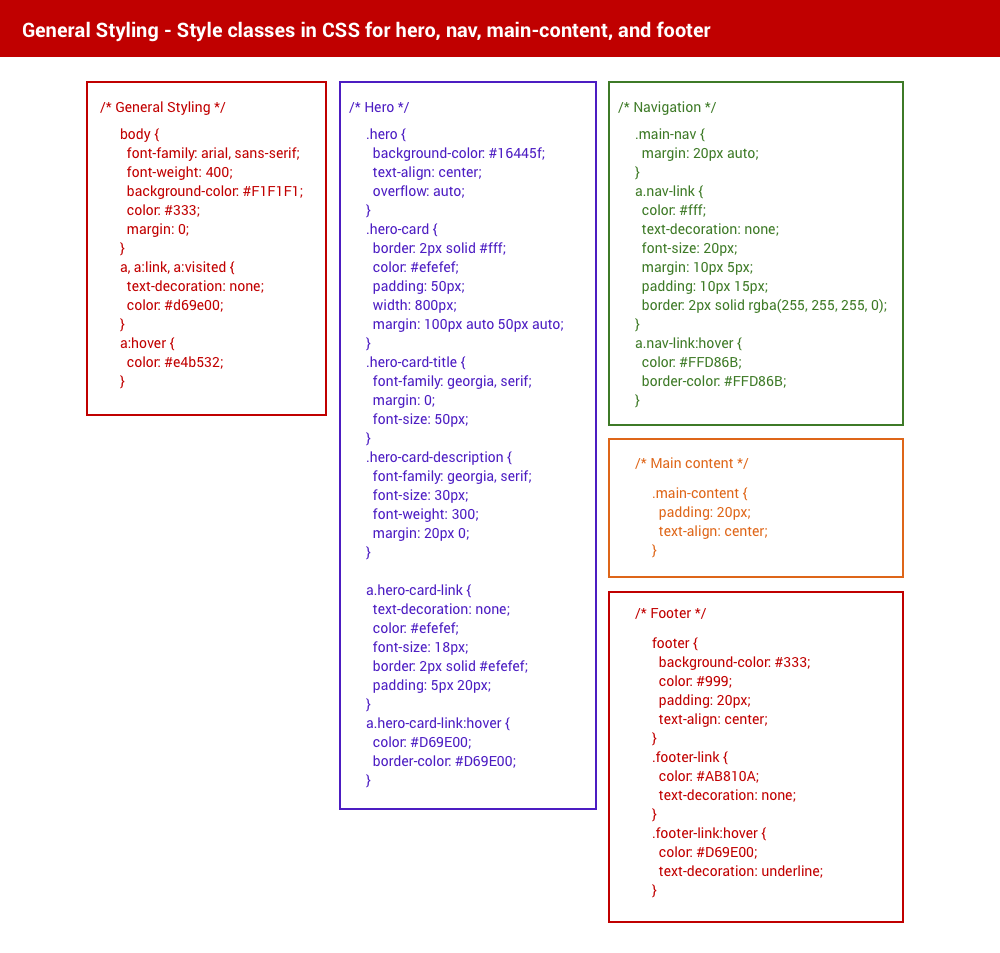 General Styling - Style classes in CSS for hero, nav, main-content, and footer
/* General Styling */
body {
font-family: arial, sans-serif;
font-weight: 400;
background-color: #F1F1F1;
color: #333;
margin: 0;
}
a, a:link, a:visited {
text-decoration: none;
color: #d69e00;
}
a:hover {
color: #e4b532;
}
/* Hero */
.hero {
background-color: #16445f;
text-align: center;
overflow: auto;
}
.hero-card {
border: 2px solid #fff;
color: #efefef;
padding: 50px;
width: 800px;
margin: 100px auto 50px auto;
}
.hero-card-title {
font-family: georgia, serif;
margin: 0;
font-size: 50px;
}
.hero-card-description {
font-family: georgia, serif;
font-size: 30px;
font-weight: 300;
margin: 20px 0;
}
a.hero-card-link {
text-decoration: none;
color: #efefef;
font-size: 18px;
border: 2px solid #efefef;
padding: 5px 20px;
}
a.hero-card-link:hover {
color: #D69E00;
border-color: #D69E00;
}
/* Navigation */
.main-nav {
margin: 20px auto;
}
a.nav-link {
color: #fff;
text-decoration: none;
font-size: 20px;
margin: 10px 5px;
padding: 10px 15px;
border: 2px solid rgba(255, 255, 255, 0);
}
a.nav-link:hover {
color: #FFD86B;
border-color: #FFD86B;
}
/* Main content */
.main-content {
padding: 20px;
text-align: center;
}
/* Footer */
footer {
background-color: #333;
color: #999;
padding: 20px;
text-align: center;
}
.footer-link {
color: #AB810A;
text-decoration: none;
}
.footer-link:hover {
color: #D69E00;
text-decoration: underline;
}